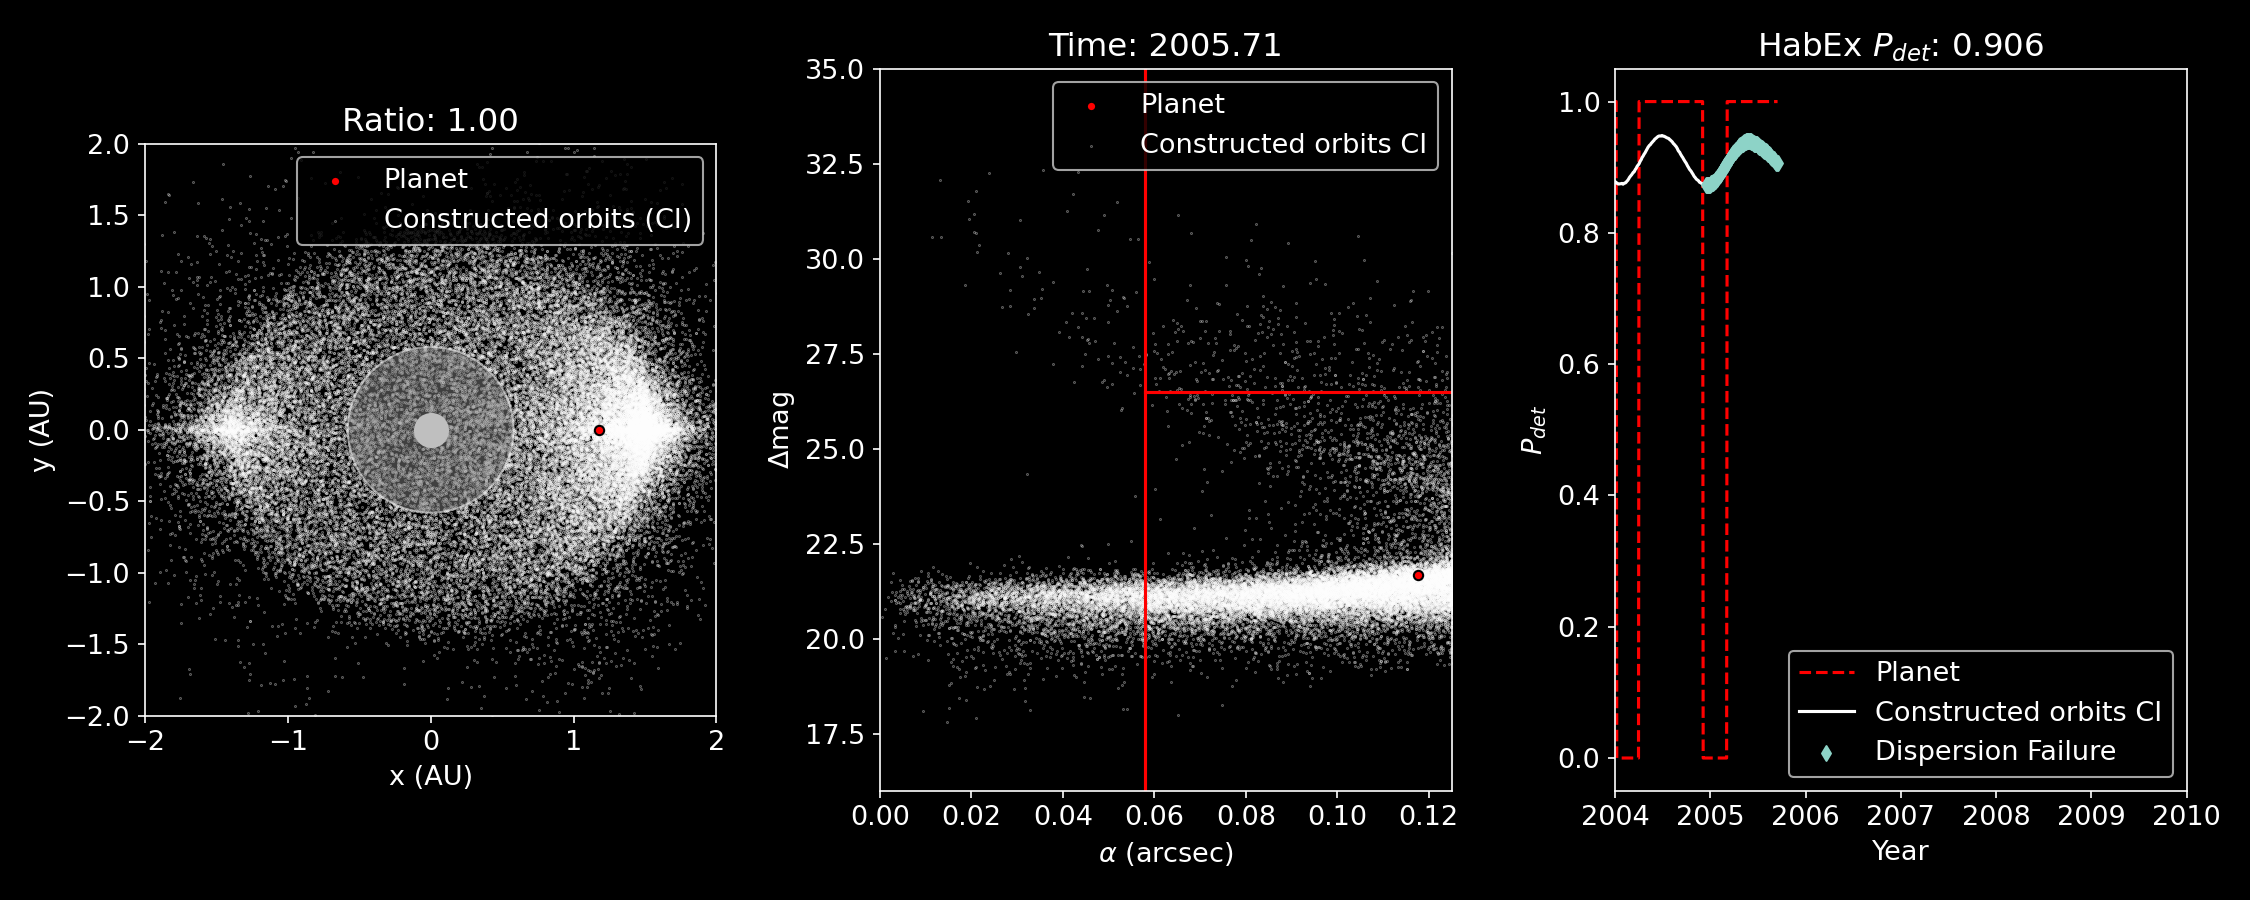 Ratio: 1.00
Planet
Constructed orbits (CI)
2.0
1.5
1.0
0.5
0.0
−0.5
−1.0
−1.5
−2.0
y (AU)
−2 −1 0 1 2
x (AU)
Time: 2005.71
Planet
Constructed orbits CI
35.0
32.5
30.0
27.5
25.0
22.5
20.0
17.5
Δmag
0.00 0.02 0.04 0.06 0.08 0.10 0.12
α (arcsec)
HabEx P_det: 0.906
1.0
0.8
0.6
0.4
0.2
0.0
P_det
Planet
Constructed orbits CI
Dispersion Failure
2004 2005 2006 2007 2008 2009 2010
Year